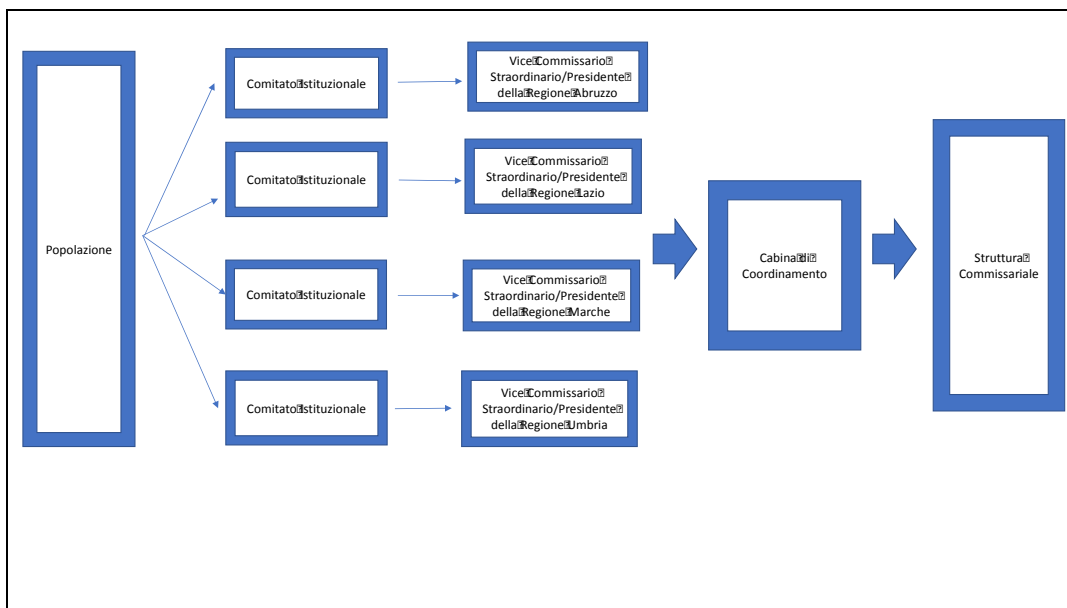 Popolazione
Comitato Istituzionale
Vice Commissario
Straordinario/Presidente
della Regione Abruzzo
Comitato Istituzionale
Vice Commissario
Straordinario/Presidente
della Regione Lazio
Comitato Istituzionale
Vice Commissario
Straordinario/Presidente
della Regione Marche
Comitato Istituzionale
Vice Commissario
Straordinario/Presidente
della Regione Umbria
Cabina di
Coordinamento
Struttura
Commissariale